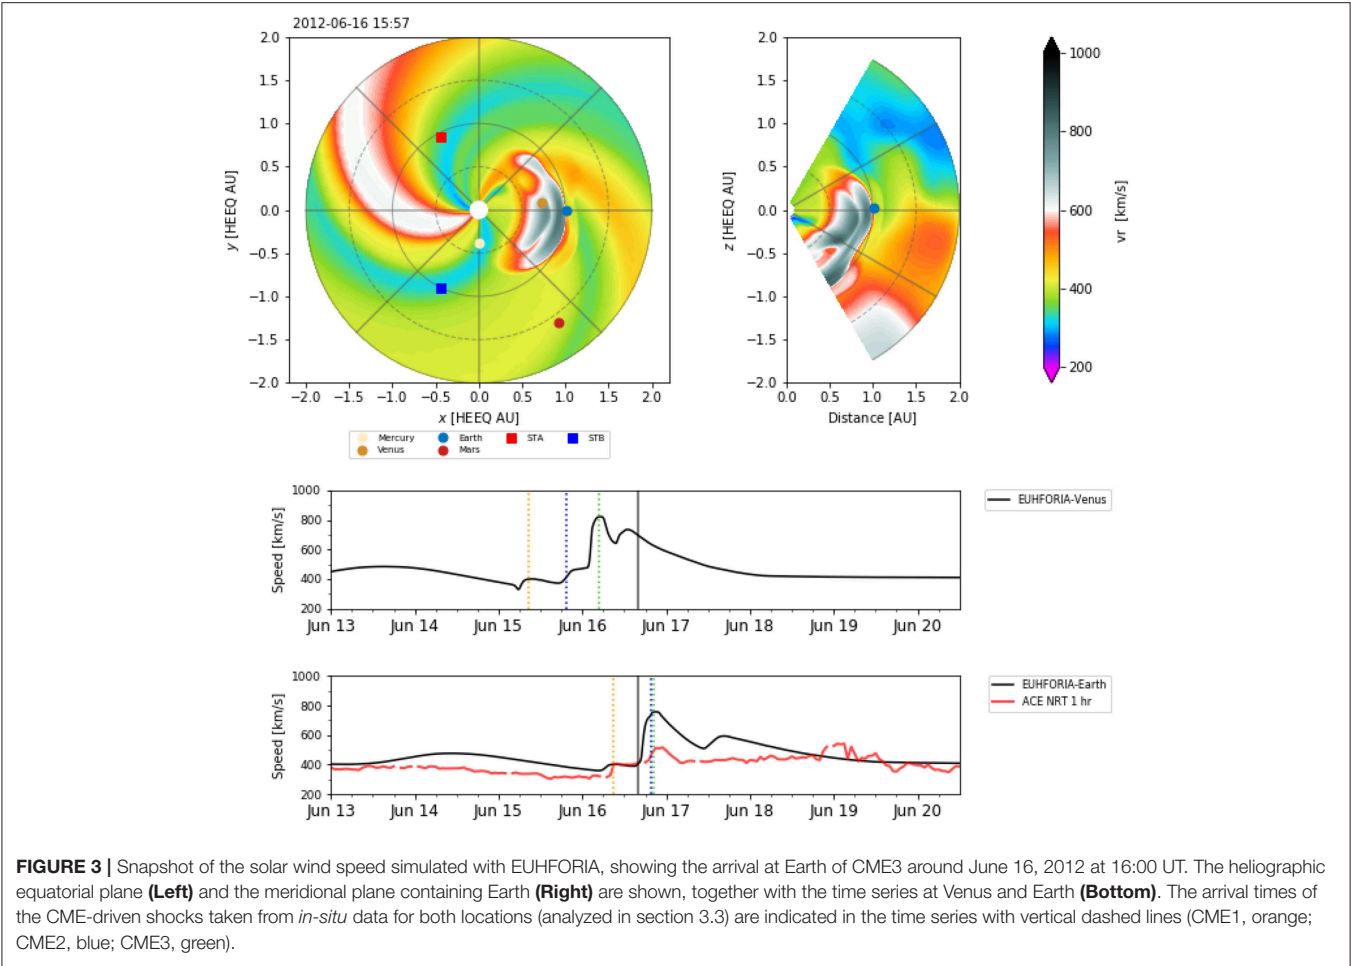 2012-06-16 15:57
2.0
1.5
1.0
0.5
0.0
−0.5
−1.0
−1.5
−2.0
y [HEEQ AU]
−2.0 −1.5 −1.0 −0.5 0.0 0.5 1.0 1.5 2.0
x [HEEQ AU]
2.0
1.5
1.0
0.5
0.0
−0.5
−1.0
−1.5
−2.0
z [HEEQ AU]
0.0 0.5 1.0 1.5 2.0
Distance [AU]
1000
800
600
400
200
vr [km/s]
Mercury Earth STA STB
Venus Mars
1000
800
600
400
200
Speed [km/s]
Jun 13 Jun 14 Jun 15 Jun 16 Jun 17 Jun 18 Jun 19 Jun 20
EUHFORIA-Venus
1000
800
600
400
200
Speed [km/s]
Jun 13 Jun 14 Jun 15 Jun 16 Jun 17 Jun 18 Jun 19 Jun 20
EUHFORIA-Earth
ACE NRT 1 hr
FIGURE 3 | Snapshot of the solar wind speed simulated with EUHFORIA, showing the arrival at Earth of CME3 around June 16, 2012 at 16:00 UT. The heliographic
equatorial plane (Left) and the meridional plane containing Earth (Right) are shown, together with the time series at Venus and Earth (Bottom). The arrival times of
the CME-driven shocks taken from in-situ data for both locations (analyzed in section 3.3) are indicated in the time series with vertical dashed lines (CME1, orange;
CME2, blue; CME3, green).